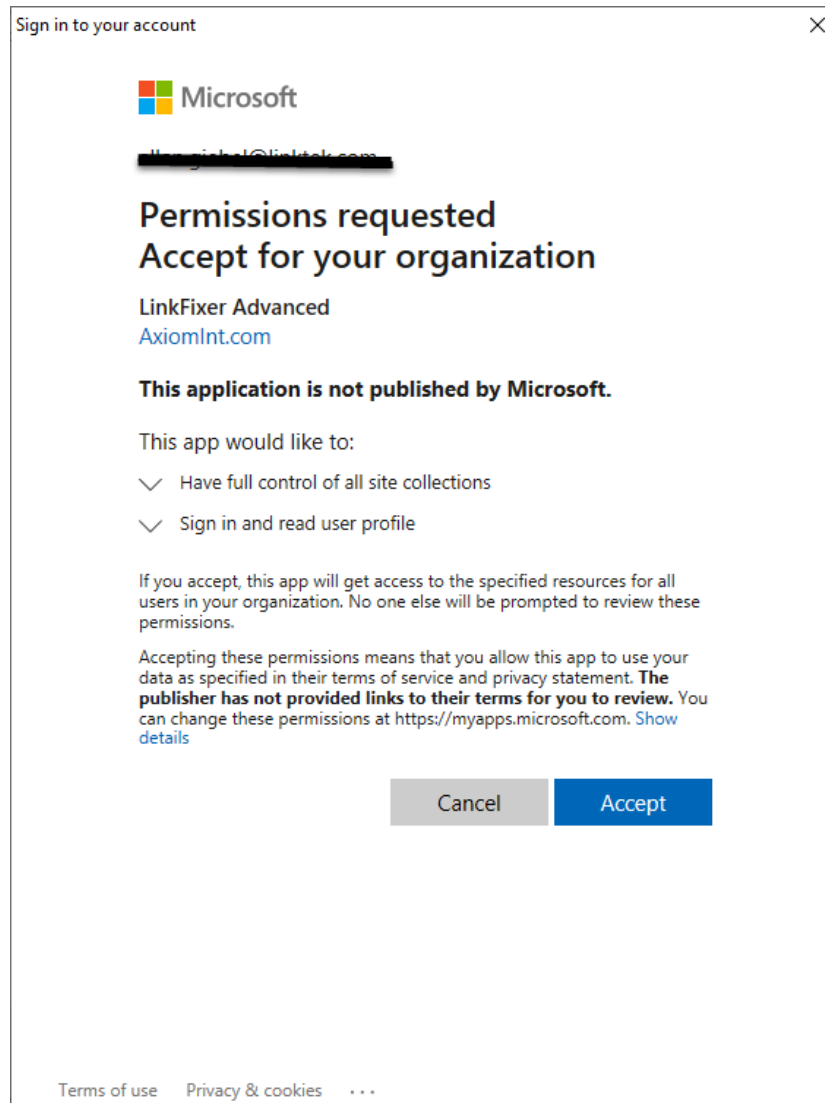 Sign in to your account
Microsoft
Permissions requested
Accept for your organization
LinkFixer Advanced
AxiomInt.com
This application is not published by Microsoft.
This app would like to:
Have full control of all site collections
Sign in and read user profile
If you accept, this app will get access to the specified resources for all
users in your organization. No one else will be prompted to review these
permissions.
Accepting these permissions means that you allow this app to use your
data as specified in their terms of service and privacy statement. The
publisher has not provided links to their terms for you to review. You
can change these permissions at https://myapps.microsoft.com. Show
details
Cancel Accept
Terms of use Privacy & cookies ...